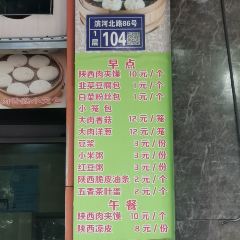 滨河北路86号
1层 104
早点
陕西肉夹馍 10元/个
韭菜豆腐包 1元/个
白菜粉丝包 1元/个
小笼包
大肉香菇 12元/笼
大肉洋葱 12元/笼
豆浆 3元/份
小米粥 3元/份
红豆粥 3元/份
陕西脆皮油条 2元/个
五香茶叶蛋 2元/个
午餐
陕西肉夹馍 10元/个
陕西凉皮 8元/份